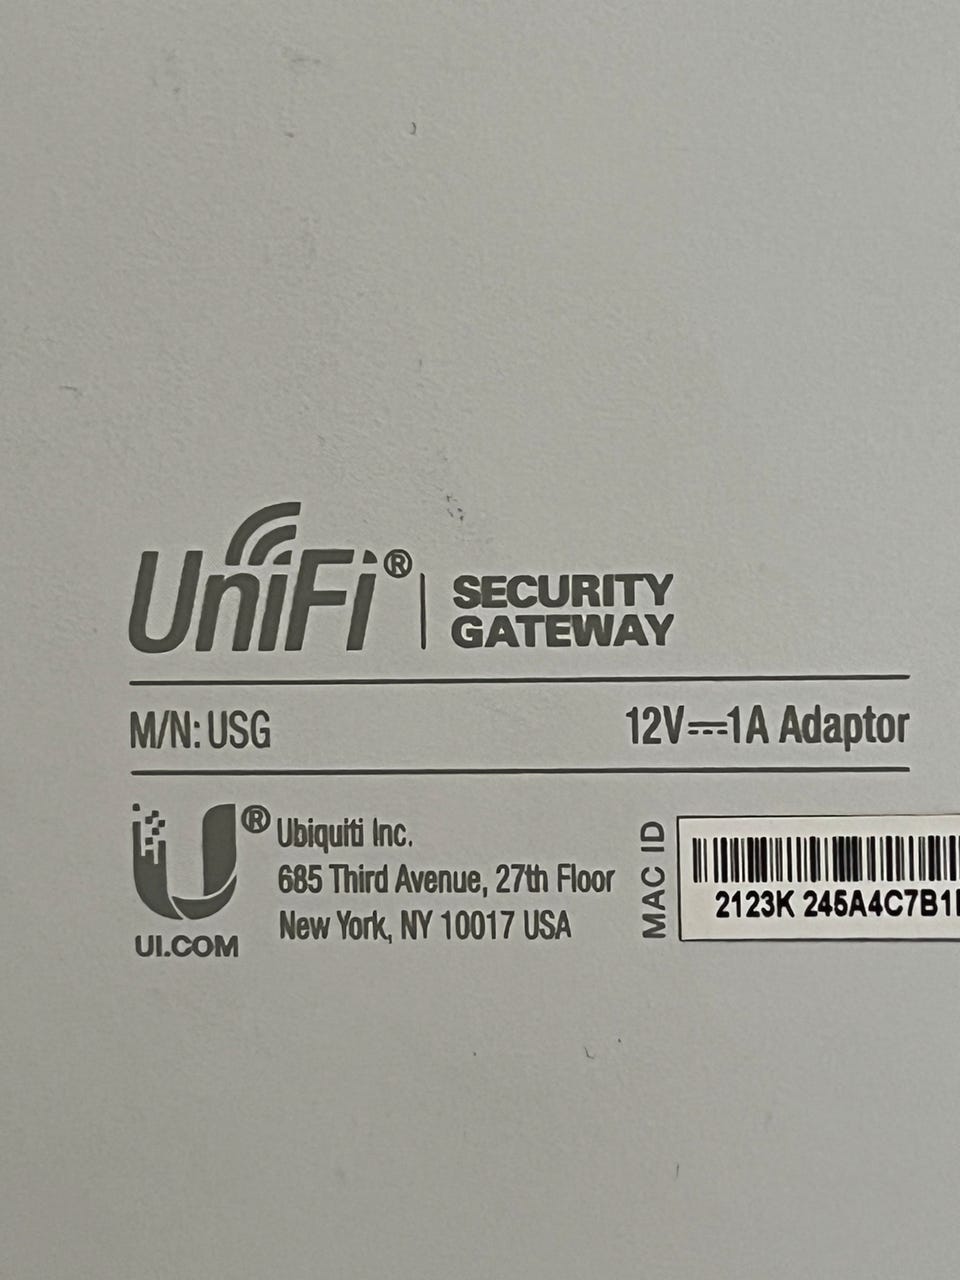 UniFi® | SECURITY
GATEWAY
M/N: USG
12V⎓1A Adaptor
U®
Ubiquiti Inc.
685 Third Avenue, 27th Floor
New York, NY 10017 USA
UI.COM
MAC ID
2123K 245A4C7B1